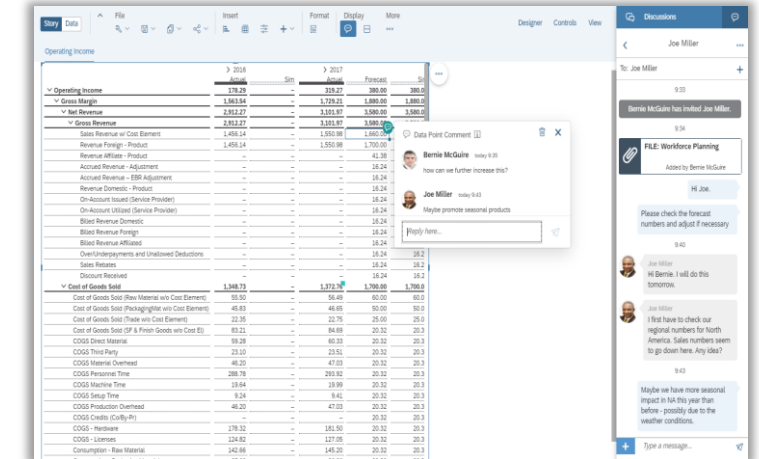 Story Data
File
Insert
Format
Display
More
Designer Controls View
Operating Income
2016 2017
Actual Sim Actual Forecast
Operating Income 178.29 – 319.27 380.00 380.0
Gross Margin 1,563.54 – 1,729.21 1,880.00 1,880.0
Net Revenue 2,912.27 – 3,101.97 3,580.00 3,580.0
Gross Revenue 2,912.27 – 3,101.97 3,580.00
Sales Revenue w/ Cost Element 1,456.14 – 1,550.98 1,660.00
Revenue Foreign - Product 1,456.14 – 1,550.98 1,700.00
Revenue Affiliate - Product – – – 41.38
Accrued Revenue - Adjustment – – – 16.24
Accrued Revenue – EBR Adjustment – – – 16.24
Revenue Domestic - Product – – – 16.24
On-Account Issued (Service Provider) – – – 16.24
On-Account Utilized (Service Provider) – – – 16.24
Billed Revenue Domestic – – – 16.24
Billed Revenue Foreign – – – 16.24
Billed Revenue Affiliated – – – 16.24
Over/Underpayments and Unallowed Deductions – – – 16.24 16.2
Sales Rebates – – – 16.24 16.2
Discount Received – – – 16.24 16.2
Cost of Goods Sold 1,348.73 – 1,372.76 1,700.00 1,700.0
Cost of Goods Sold (Raw Material w/o Cost Element) 55.50 – 56.49 60.00 60.0
Cost of Goods Sold (PackagingMat w/o Cost Element) 45.83 – 46.65 50.00 50.0
Cost of Goods Sold (Trade w/o Cost Element) 22.35 – 22.75 25.00 25.0
Cost of Goods Sold (SF & Finish Goods w/o Cost El) 83.21 – 84.69 20.32 20.3
COGS Direct Material 59.28 – 60.33 20.32 20.3
COGS Third Party 23.10 – 23.51 20.32 20.3
COGS Material Overhead 46.20 – 47.03 20.32 20.3
COGS Personnel Time 288.78 – 293.92 20.32 20.3
COGS Machine Time 19.64 – 19.99 20.32 20.3
COGS Setup Time 9.24 – 9.41 20.32 20.3
COGS Production Overhead 46.20 – 47.03 20.32 20.3
COGS Credits (Co/By-Pr) – – – 20.32 20.3
COGS - Hardware 178.32 – 181.50 20.32 20.3
COGS - Licenses 124.82 – 127.05 20.32 20.3
Consumption - Raw Material 142.66 – 145.20 20.32 20.3
Data Point Comment
Bernie McGuire today 9:39
how can we further increase this?
Joe Miller today 9:43
Maybe promote seasonal products
Reply here...
Discussions
Joe Miller
To: Joe Miller
9:33
Bernie McGuire has invited Joe Miller.
9:34
FILE: Workforce Planning
Added by Bernie McGuire
Hi Joe.
Please check the forecast
numbers and adjust if necessary
9:40
Joe Miller
Hi Bernie. I will do this
tomorrow.
Joe Miller
I first have to check our
regional numbers for North
America. Sales numbers seem
to go down here. Any idea?
9:43
Maybe we have more seasonal
impact in NA this year than
before - possibly due to the
weather conditions.
Type a message...